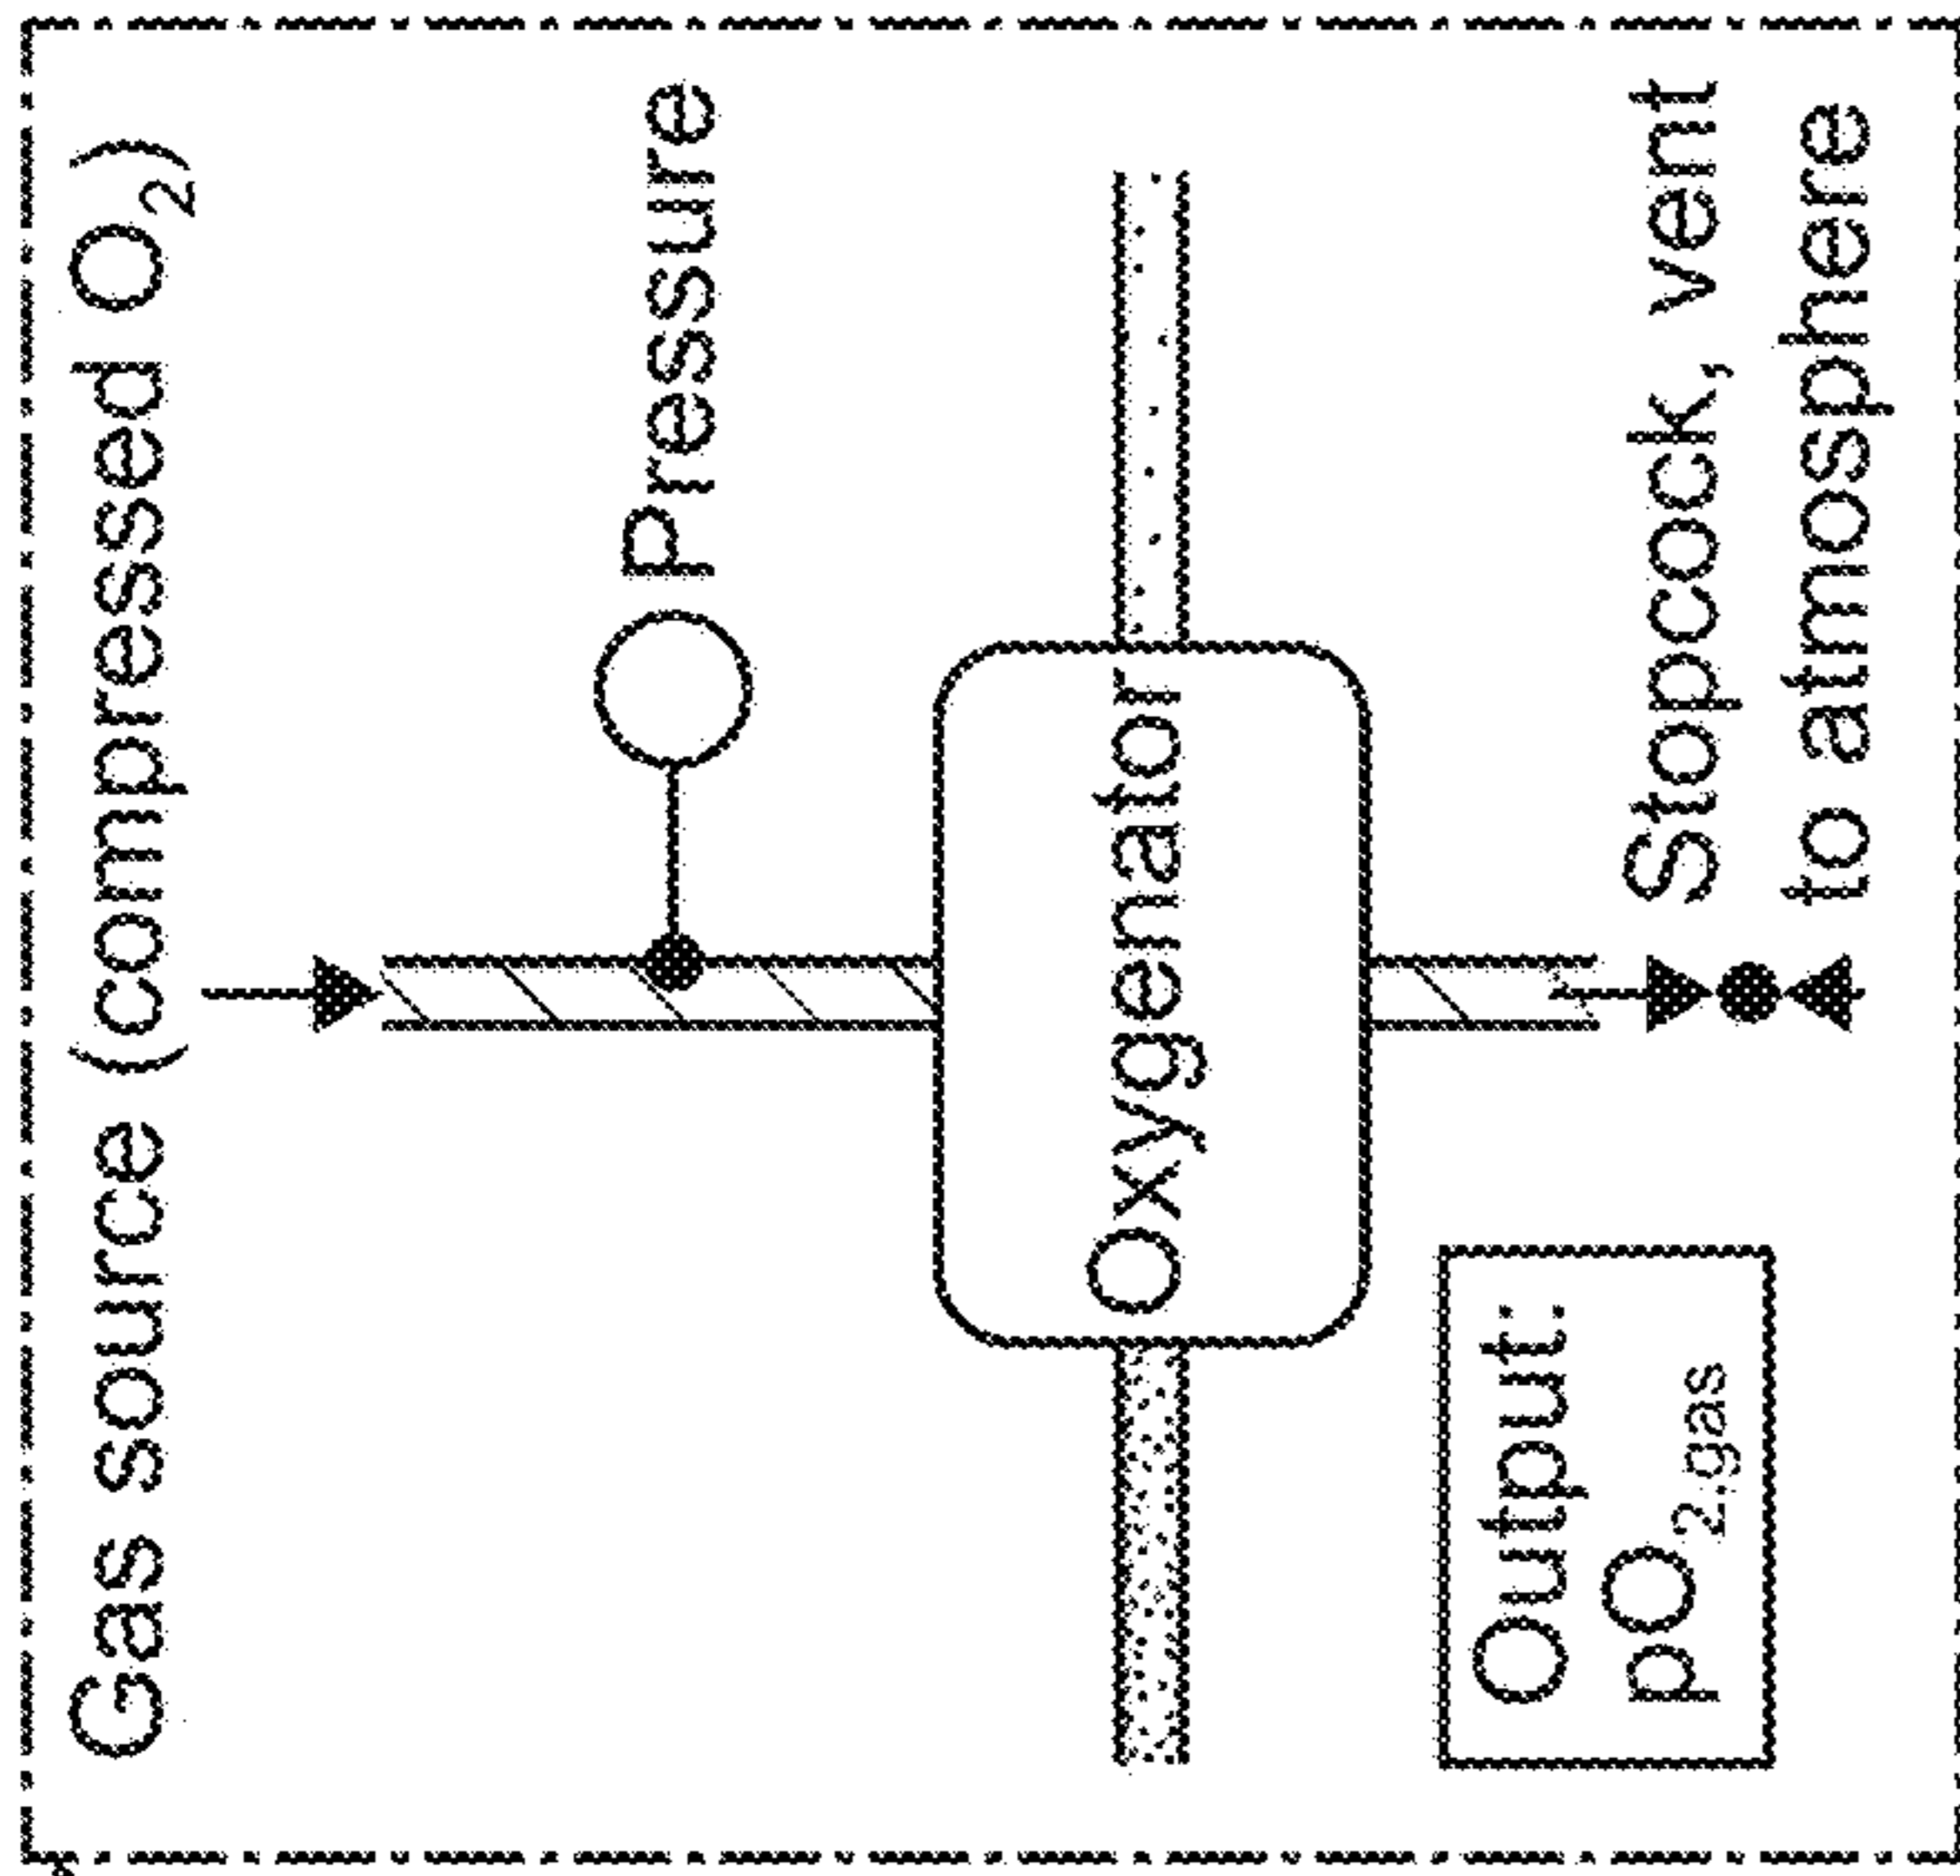 Gas source (compressed O₂)
Pressure
Oxygenator
Stopcock, vent
to atmosphere
Output:
pO₂.gas